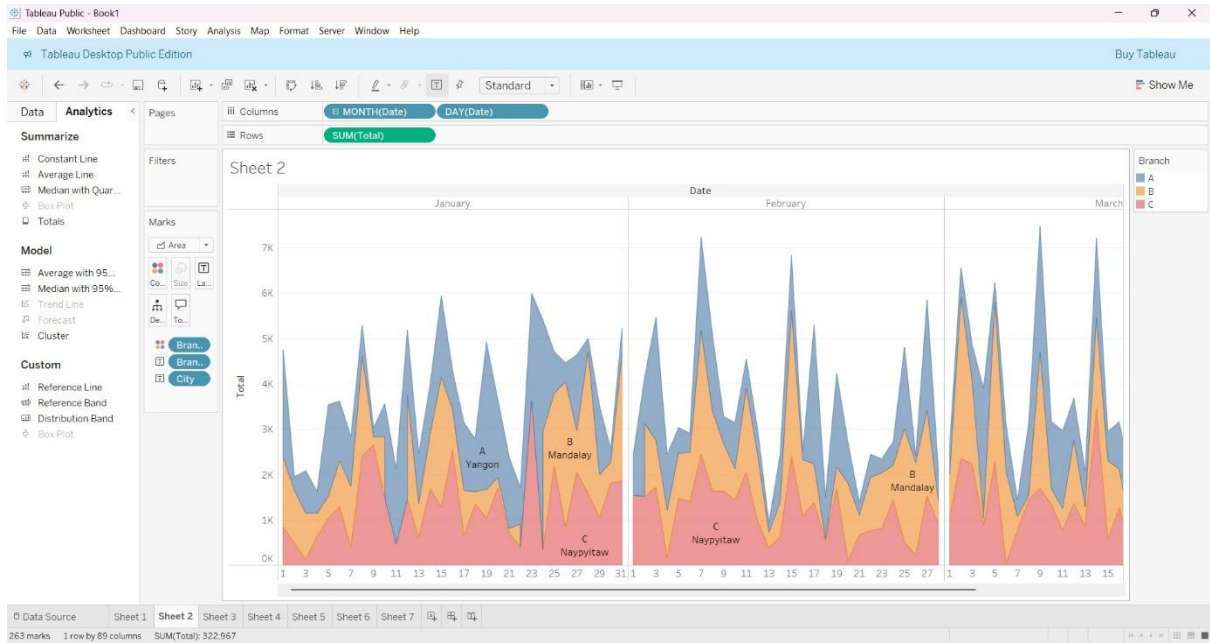 Tableau Public - Book1
File Data Worksheet Dashboard Story Analysis Map Format Server Window Help
Tableau Desktop Public Edition Buy Tableau
Standard Show Me
Data Analytics
Summarize
Constant Line
Average Line
Median with Quar...
Box Plot
Totals
Model
Average with 95...
Median with 95%...
Trend Line
Forecast
Cluster
Custom
Reference Line
Reference Band
Distribution Band
Box Plot
Pages
Filters
Marks
Area
Co... Size La...
De... To...
Bran..
Bran..
City
Columns MONTH(Date) DAY(Date)
Rows SUM(Total)
Sheet 2
Date
January February March
Total
7K
6K
5K
4K
3K
2K
1K
0K
A
Yangon
B
Mandalay
C
Naypyitaw
B
Mandalay
C
Naypyitaw
1 3 5 7 9 11 13 15 17 19 21 23 25 27 29 31 1 3 5 7 9 11 13 15 17 19 21 23 25 27 1 3 5 7 9 11 13 15
Branch
A
B
C
Data Source Sheet 1 Sheet 2 Sheet 3 Sheet 4 Sheet 5 Sheet 6 Sheet 7
263 marks 1 row by 89 columns SUM(Total): 322,967